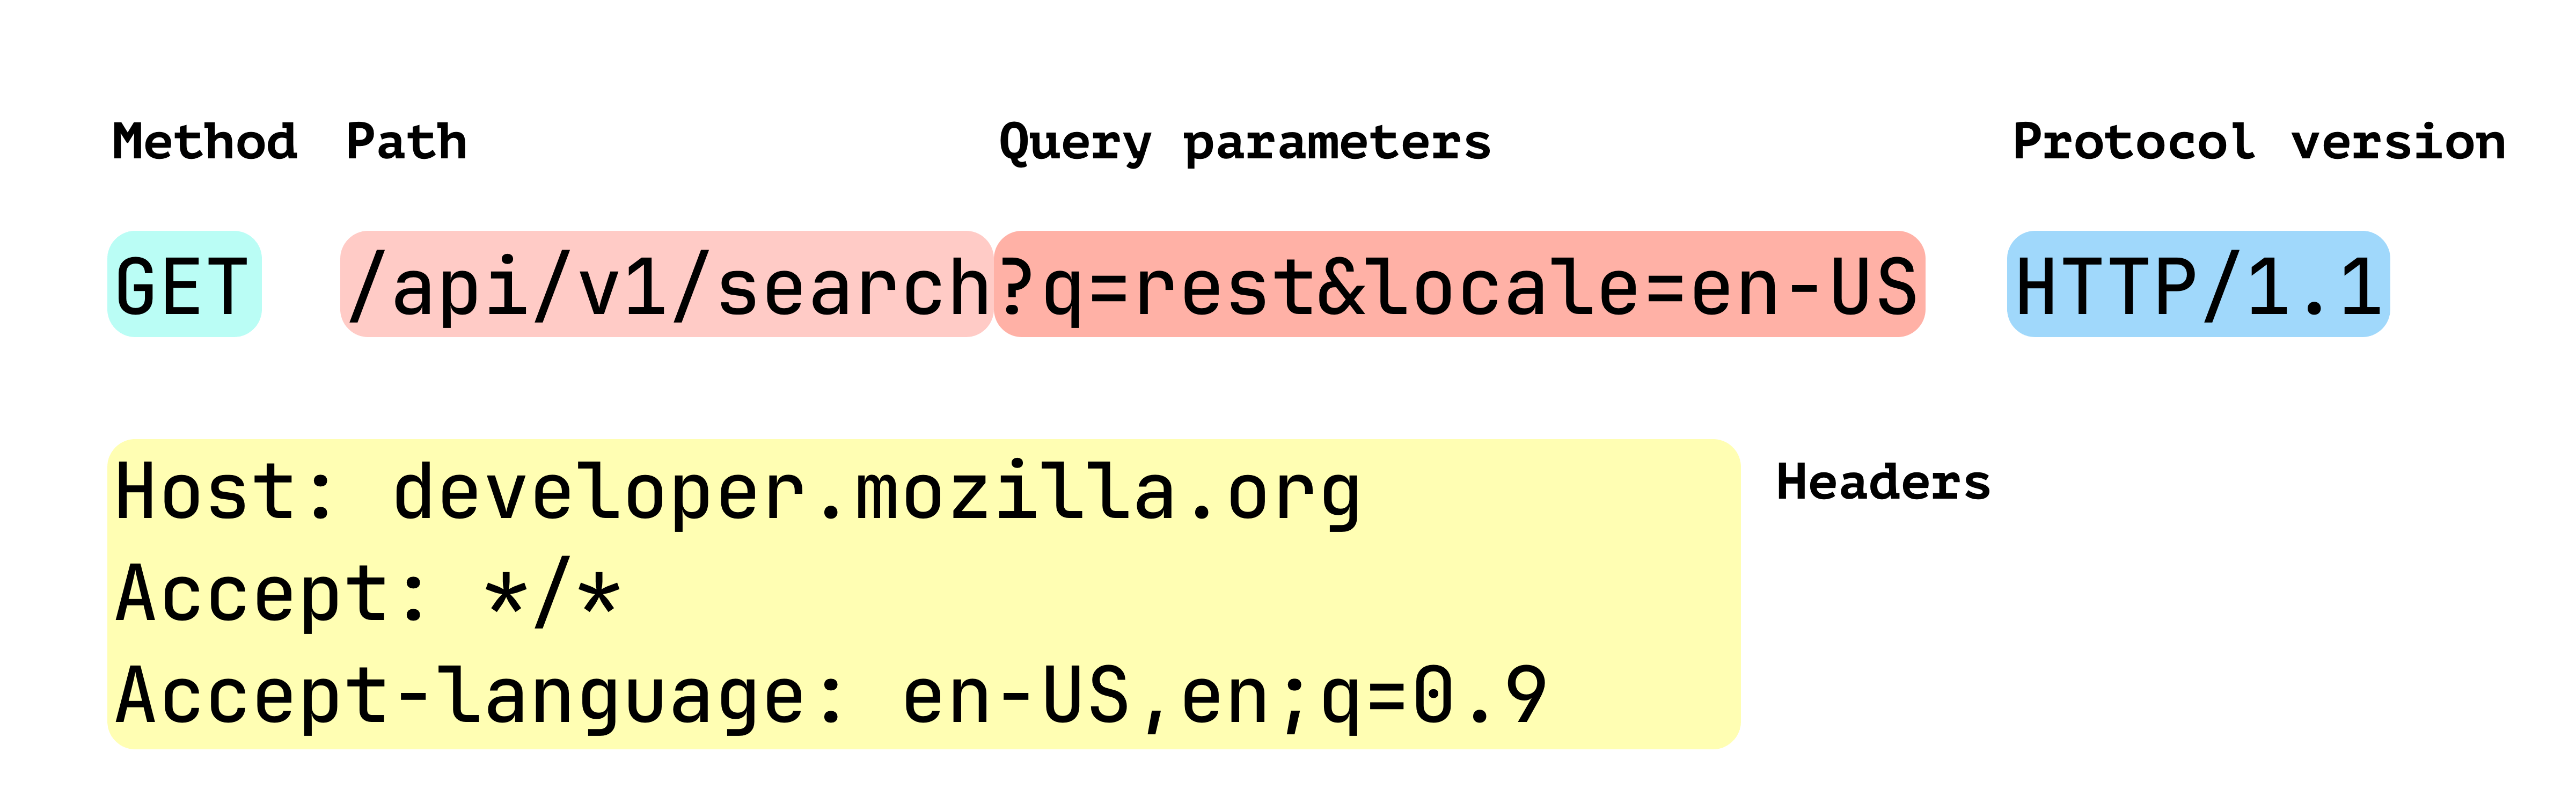 Method Path Query parameters Protocol version
GET /api/v1/search?q=rest&locale=en-US HTTP/1.1
Host: developer.mozilla.org
Headers
Accept: */*
Accept-language: en-US,en;q=0.9